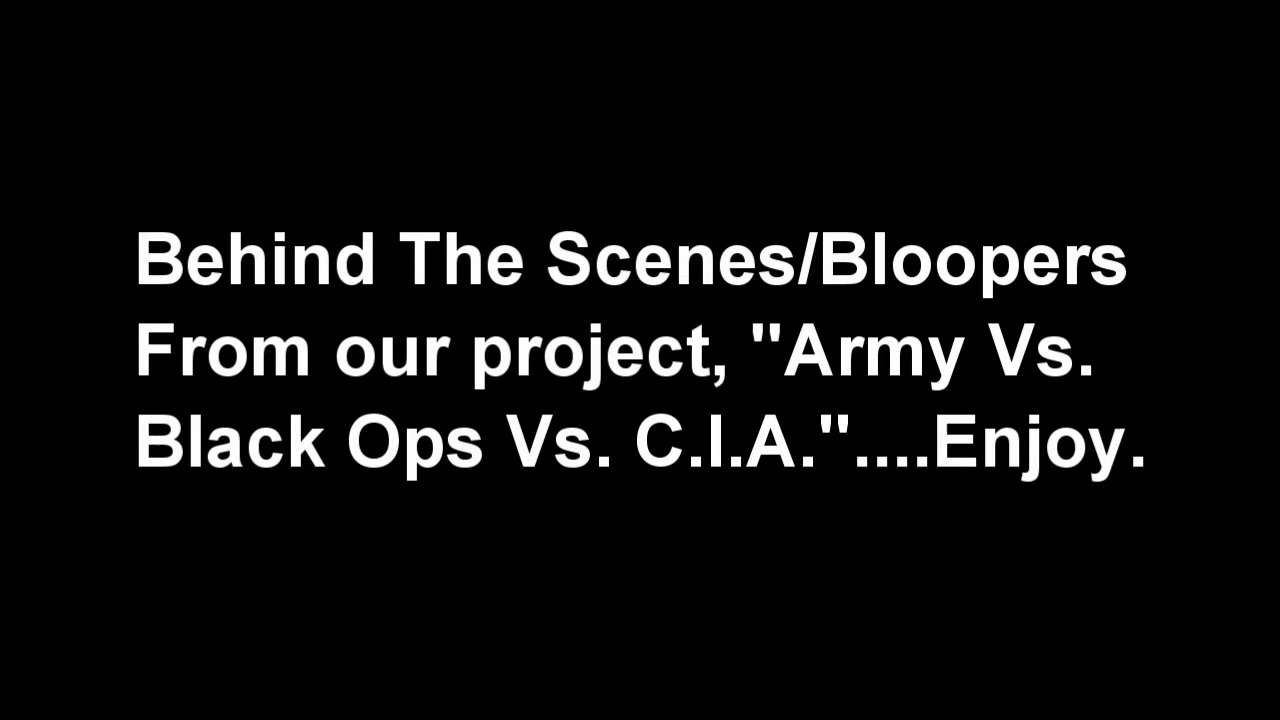 Behind The Scenes/Bloopers
From our project, "Army Vs.
Black Ops Vs. C.I.A."....Enjoy.